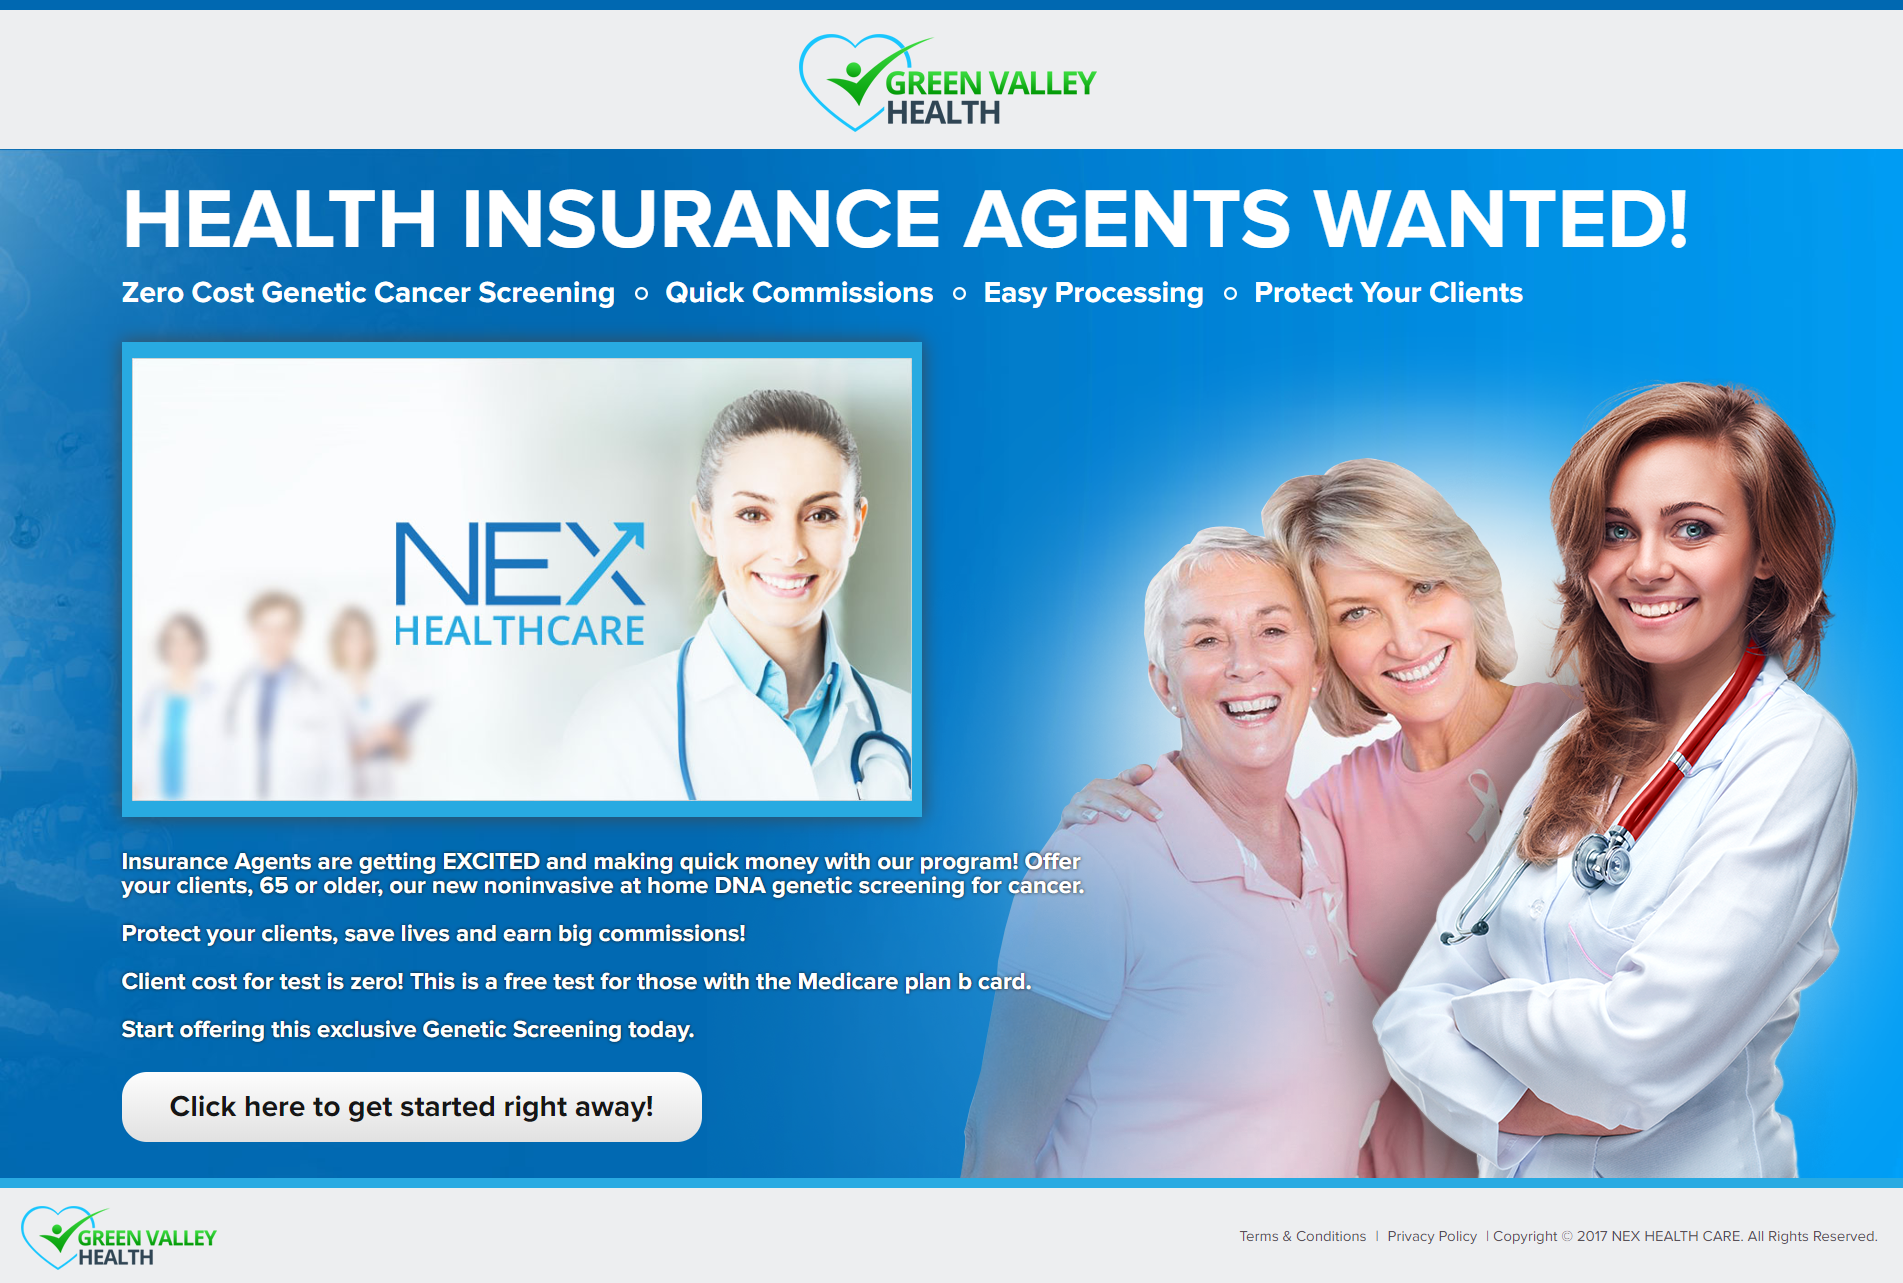 GREEN VALLEY
HEALTH
HEALTH INSURANCE AGENTS WANTED!
Zero Cost Genetic Cancer Screening ○ Quick Commissions ○ Easy Processing ○ Protect Your Clients
NEX
HEALTHCARE
Insurance Agents are getting EXCITED and making quick money with our program! Offer
your clients, 65 or older, our new noninvasive at home DNA genetic screening for cancer.
Protect your clients, save lives and earn big commissions!
Client cost for test is zero! This is a free test for those with the Medicare plan b card.
Start offering this exclusive Genetic Screening today.
Click here to get started right away!
GREEN VALLEY
HEALTH
Terms & Conditions | Privacy Policy | Copyright © 2017 NEX HEALTH CARE. All Rights Reserved.